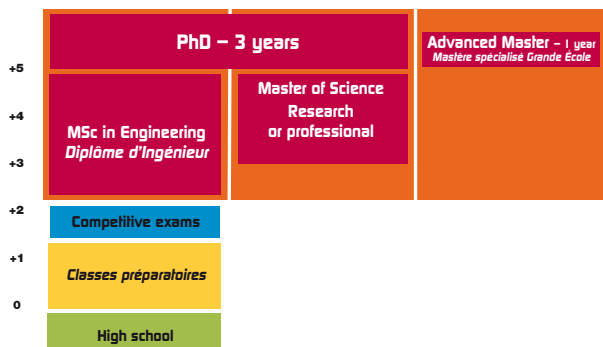 PhD – 3 years
Advanced Master – 1 year
Mastère spécialisé Grande École
+5
Master of Science
Research
or professional
+4
MSc in Engineering
Diplôme d'Ingénieur
+3
+2
Competitive exams
+1
Classes préparatoires
0
High school